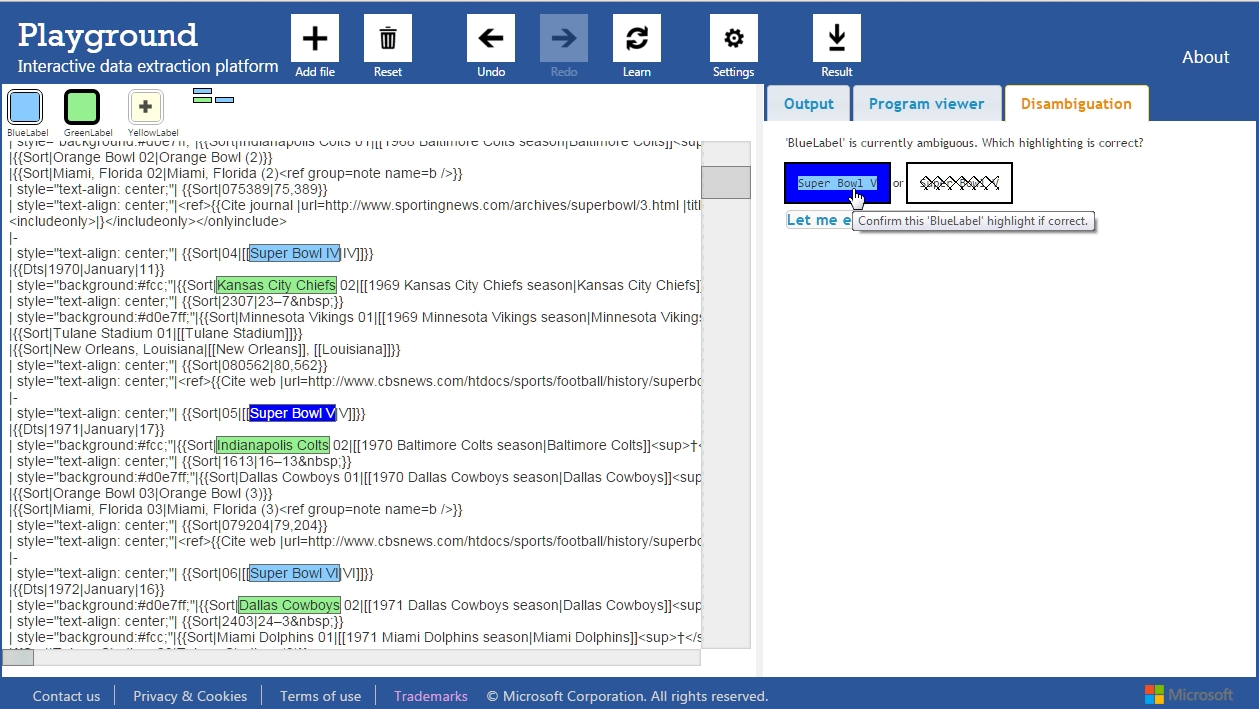 Playground
Interactive data extraction platform
Add file
Reset
Undo
Redo
Learn
Settings
Result
About
BlueLabel
GreenLabel
YellowLabel
Output
Program viewer
Disambiguation
|{{Sort|Orange Bowl 02|Orange Bowl (2)}}
|{{Sort|Miami, Florida 02|Miami, Florida (2)<ref group=note name=b />}}
| style="text-align: center;"| {{Sort|075389|75,389}}
| style="text-align: center;"|<ref>{{Cite journal |url=http://www.sportingnews.com/archives/superbowl/3.html |titl
<includeonly>|}</includeonly></onlyinclude>
|-
| style="text-align: center;"| {{Sort|04|[[Super Bowl IV|IV]]}}
|{{Dts|1970|January|11}}
| style="background:#fcc;"|{{Sort|Kansas City Chiefs 02|[[1969 Kansas City Chiefs season|Kansas City Chiefs]]
| style="text-align: center;"| {{Sort|2307|23–7&nbsp;}}
| style="background:#d0e7ff;"|{{Sort|Minnesota Vikings 01|[[1969 Minnesota Vikings season|Minnesota Vikings
|{{Sort|Tulane Stadium 01|[[Tulane Stadium]]}}
|{{Sort|New Orleans, Louisiana|[[New Orleans]], [[Louisiana]]}}
| style="text-align: center;"| {{Sort|080562|80,562}}
| style="text-align: center;"|<ref>{{Cite web |url=http://www.cbsnews.com/htdocs/sports/football/history/superbo
|-
| style="text-align: center;"| {{Sort|05|[[Super Bowl V|V]]}}
|{{Dts|1971|January|17}}
| style="background:#fcc;"|{{Sort|Indianapolis Colts 02|[[1970 Baltimore Colts season|Baltimore Colts]]<sup>†<
| style="text-align: center;"| {{Sort|1613|16–13&nbsp;}}
| style="background:#d0e7ff;"|{{Sort|Dallas Cowboys 01|[[1970 Dallas Cowboys season|Dallas Cowboys]]<sup
|{{Sort|Orange Bowl 03|Orange Bowl (3)}}
|{{Sort|Miami, Florida 03|Miami, Florida (3)<ref group=note name=b />}}
| style="text-align: center;"| {{Sort|079204|79,204}}
| style="text-align: center;"|<ref>{{Cite web |url=http://www.cbsnews.com/htdocs/sports/football/history/superbo
|-
| style="text-align: center;"| {{Sort|06|[[Super Bowl VI|VI]]}}
|{{Dts|1972|January|16}}
| style="background:#d0e7ff;"|{{Sort|Dallas Cowboys 02|[[1971 Dallas Cowboys season|Dallas Cowboys]]<sup
| style="text-align: center;"| {{Sort|2403|24–3&nbsp;}}
| style="background:#fcc;"|{{Sort|Miami Dolphins 01|[[1971 Miami Dolphins season|Miami Dolphins]]<sup>†</s
'BlueLabel' is currently ambiguous. Which highlighting is correct?
Super Bowl V or Super Bowl V
Let me e
Confirm this 'BlueLabel' highlight if correct.
Contact us
Privacy & Cookies
Terms of use
Trademarks
© Microsoft Corporation. All rights reserved.
Microsoft